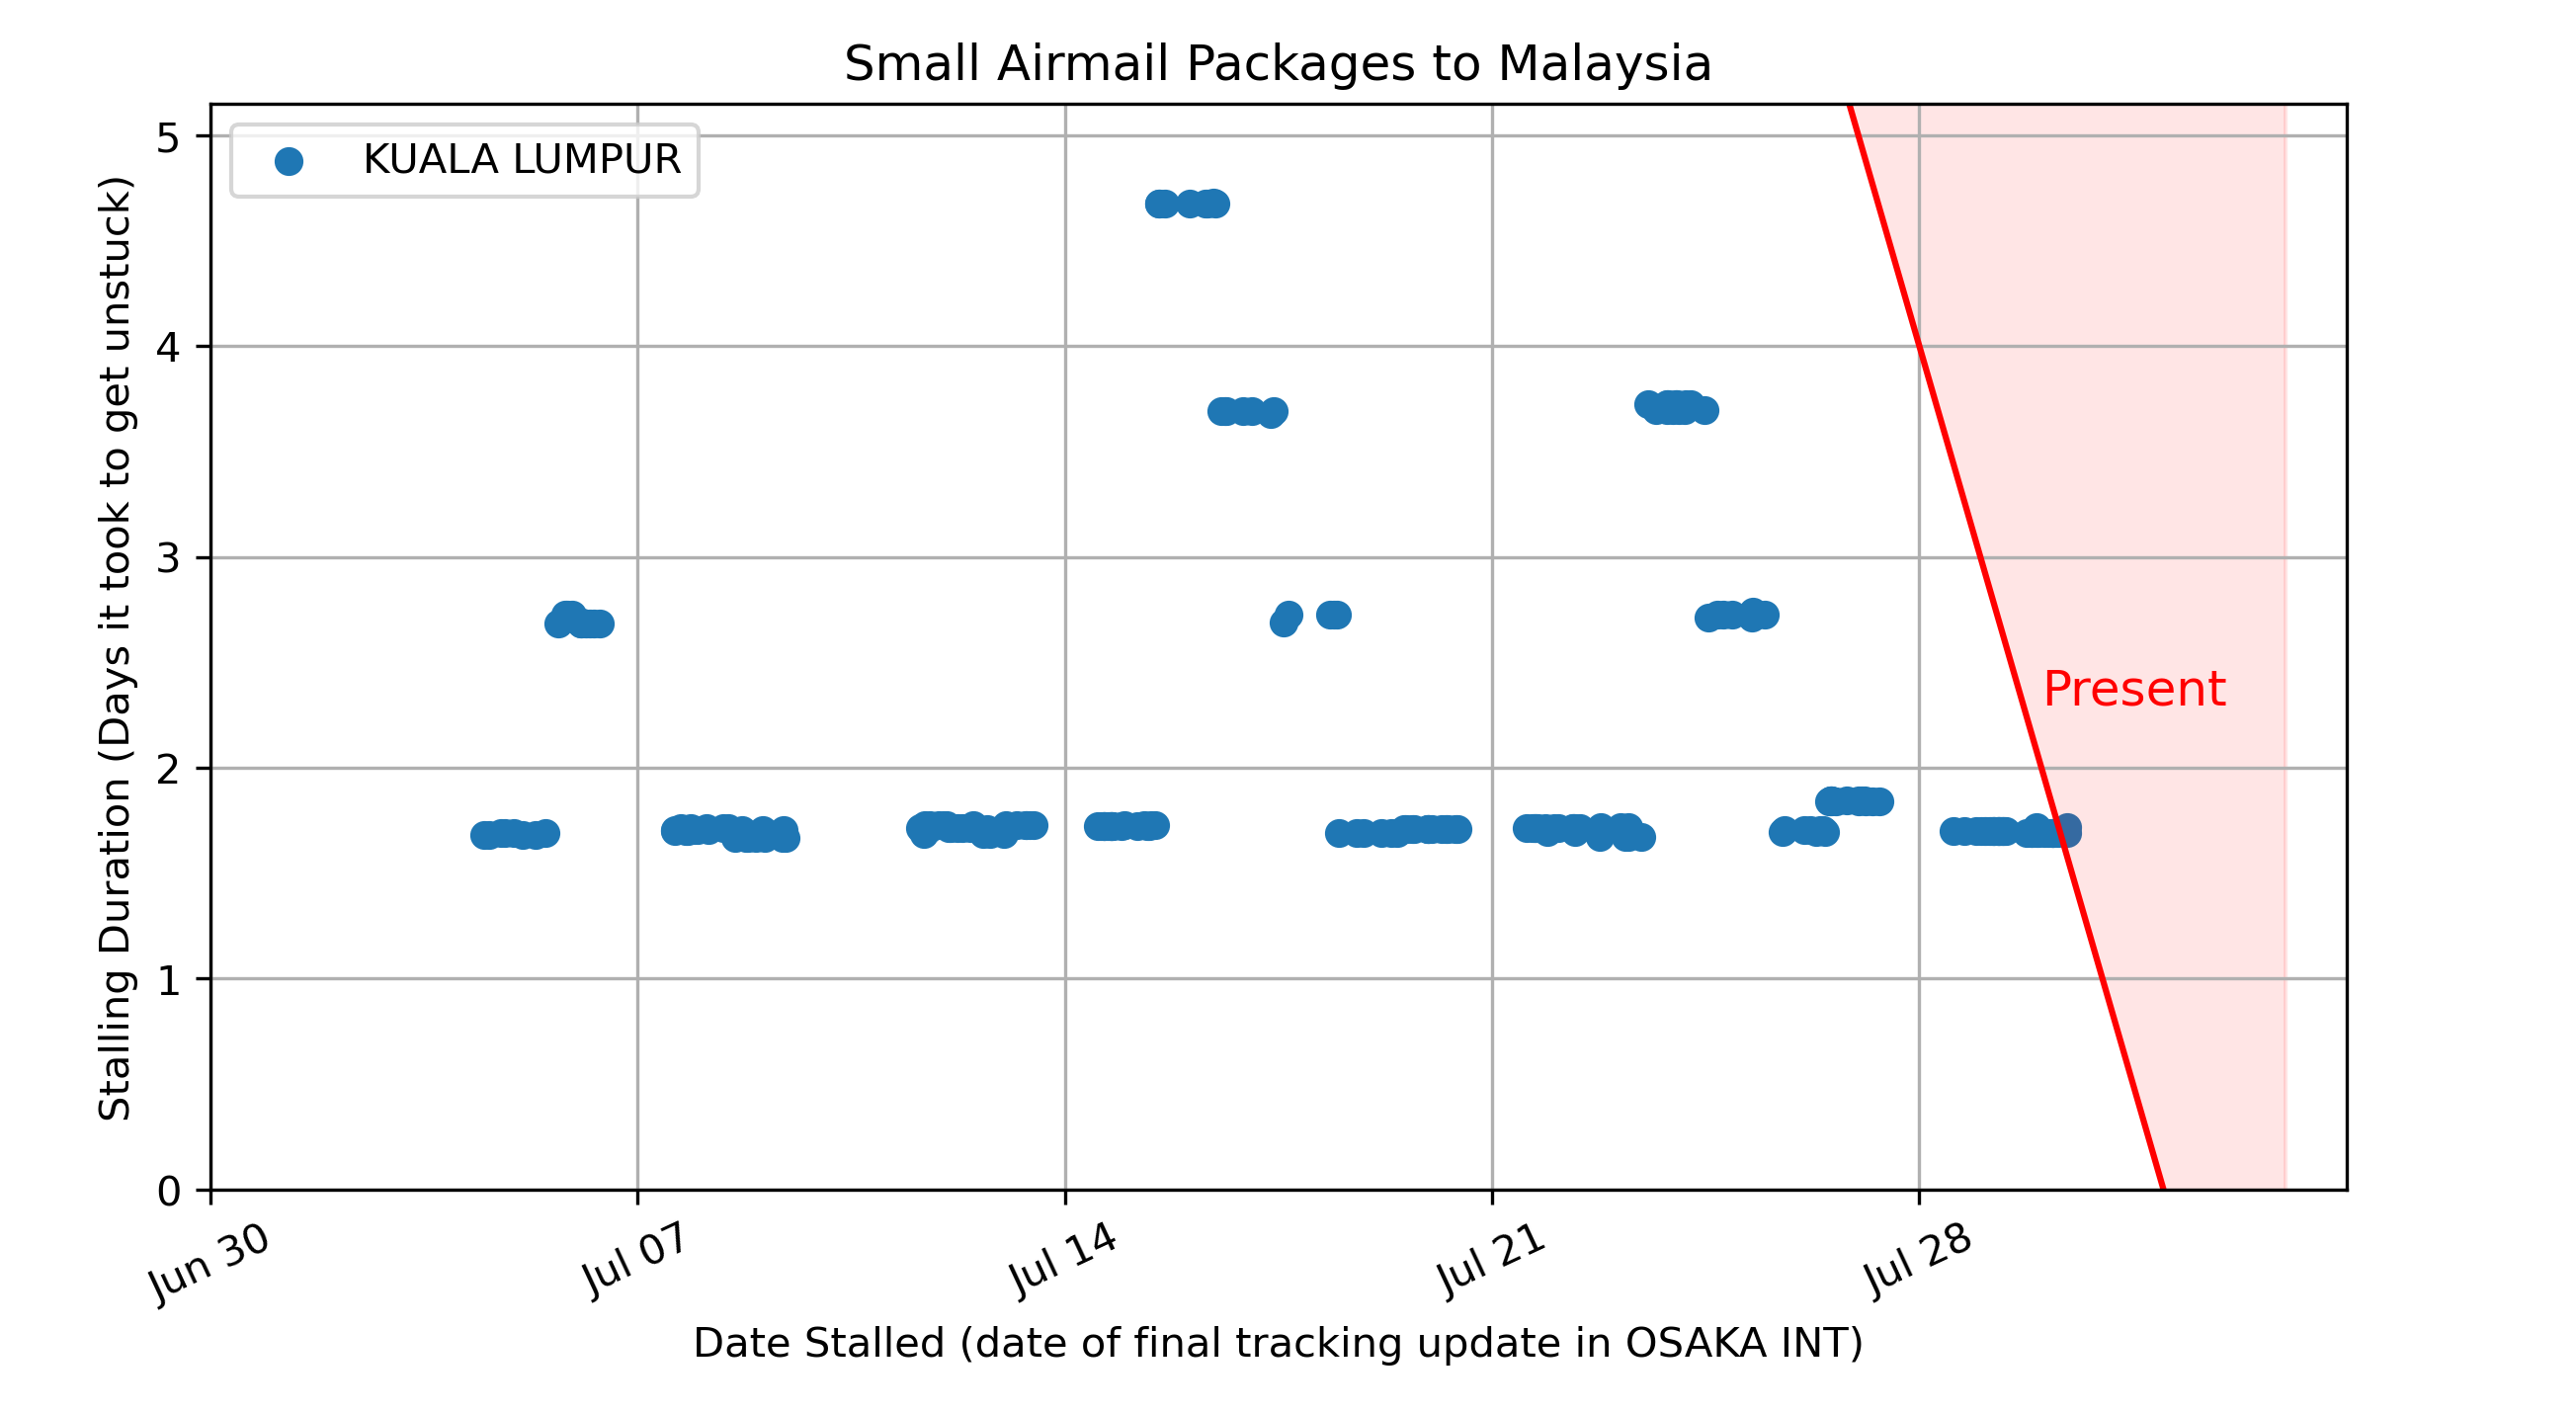 Small Airmail Packages to Malaysia
KUALA LUMPUR
Stalling Duration (Days it took to get unstuck)
5
4
3
2
1
0
Present
Jun 30
Jul 07
Jul 14
Jul 21
Jul 28
Date Stalled (date of final tracking update in OSAKA INT)